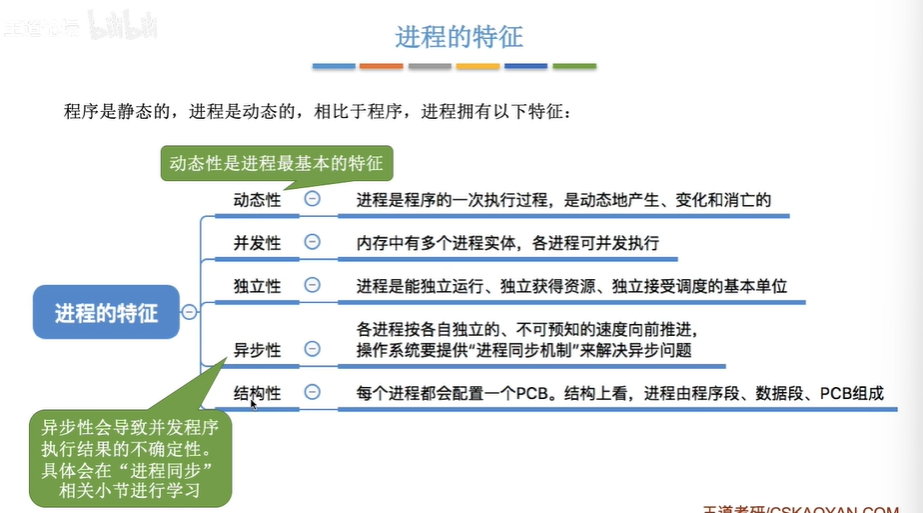 进程的特征
程序是静态的，进程是动态的，相比于程序，进程拥有以下特征：
动态性是进程最基本的特征
动态性
进程是程序的一次执行过程，是动态地产生、变化和消亡的
并发性
内存中有多个进程实体，各进程可并发执行
独立性
进程是能独立运行、独立获得资源、独立接受调度的基本单位
进程的特征
各进程按各自独立的、不可预知的速度向前推进，
异步性
操作系统要提供“进程同步机制”来解决异步问题
结构性
每个进程都会配置一个PCB。结构上看，进程由程序段、数据段、PCB组成
异步性会导致并发程序
执行结果的不确定性。
具体会在“进程同步”
相关小节进行学习
王道考研/CSKAOYAN.COM